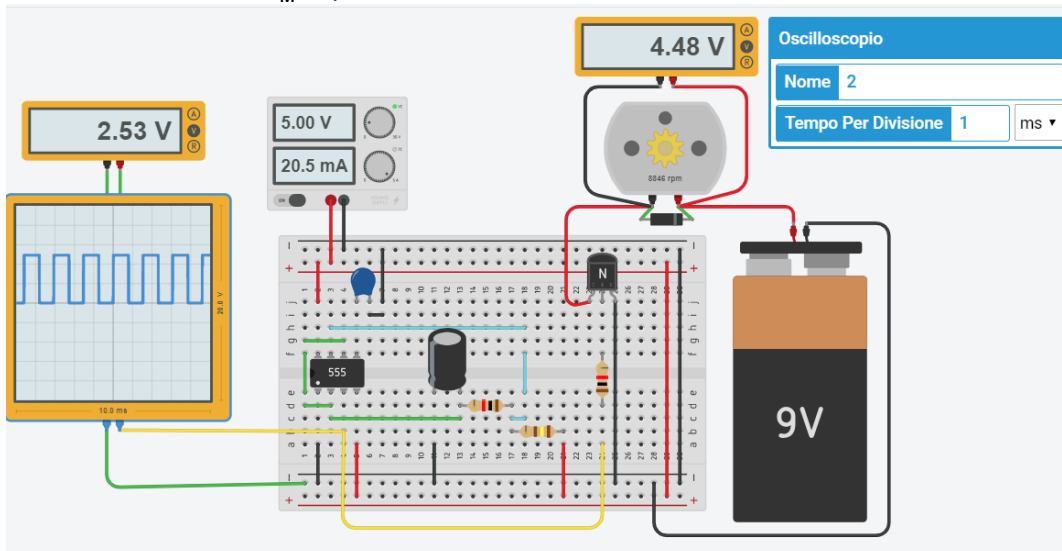 M
4.48 V
A
V
R
Oscilloscopio
Nome 2
Tempo Per Divisione 1 ms
2.53 V
A
V
R
5.00 V
20.5 mA
ON
8846 rpm
N
555
20.0 V
10.0 ms
9V
j
i
h
g
f
e
d
c
b
a